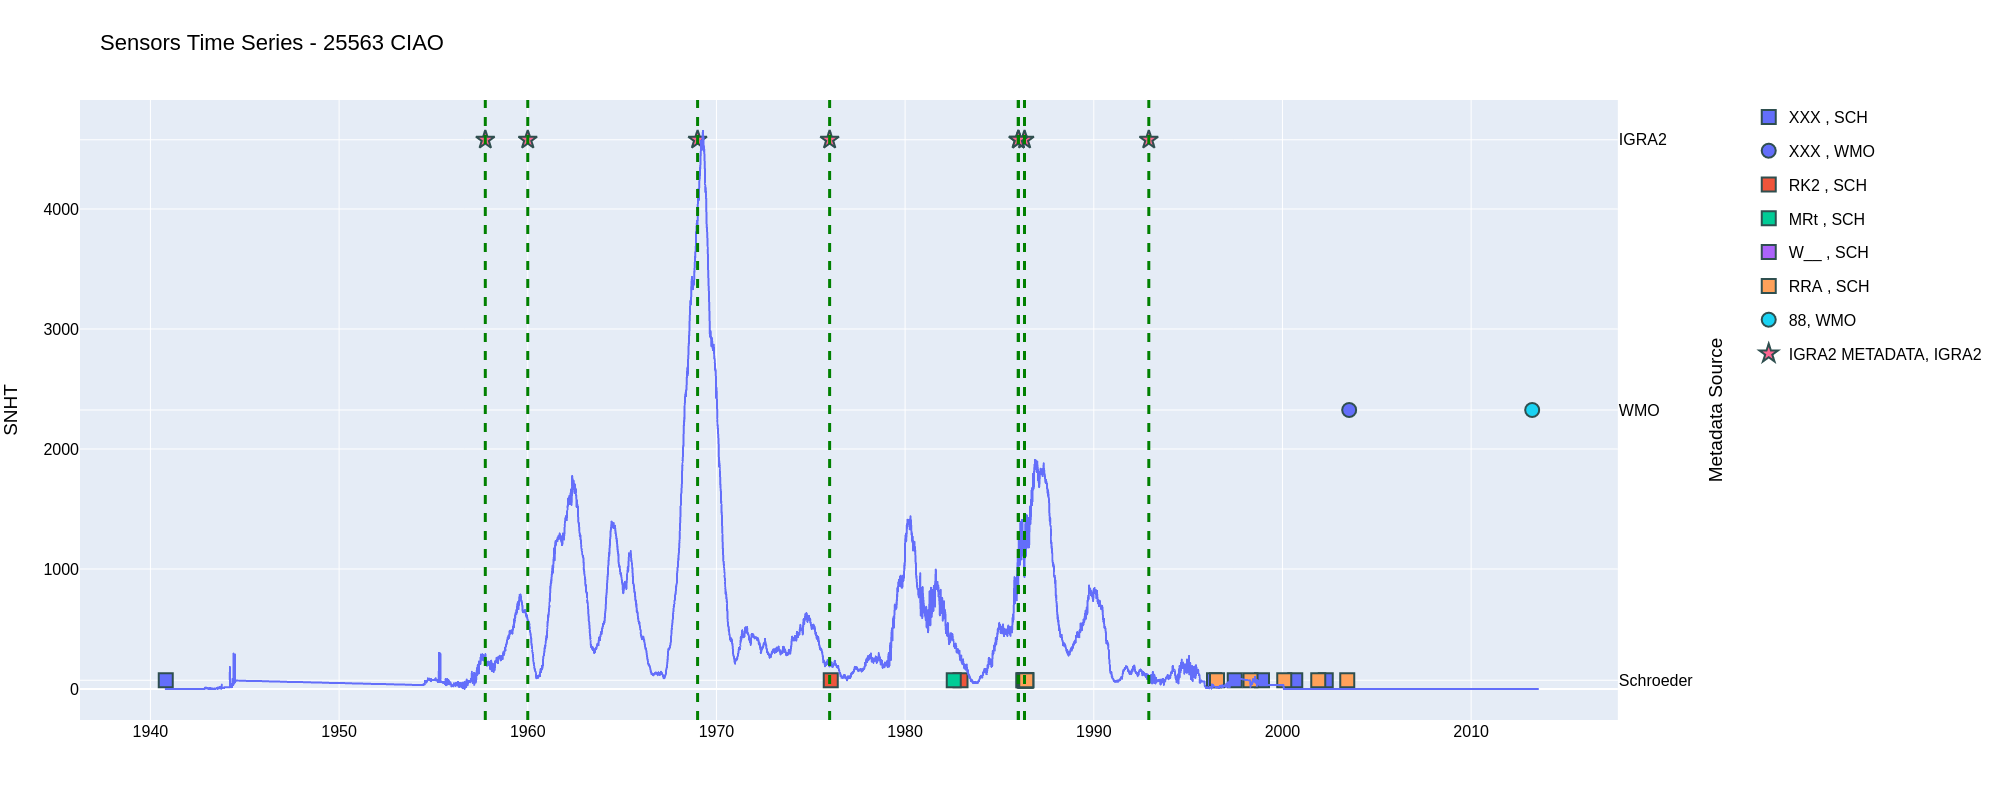 Sensors Time Series - 25563 CIAO
SNHT
4000
3000
2000
1000
0
1940
1950
1960
1970
1980
1990
2000
2010
IGRA2
WMO
Schroeder
Metadata Source
XXX , SCH
XXX , WMO
RK2 , SCH
MRt , SCH
W__ , SCH
RRA , SCH
88, WMO
IGRA2 METADATA, IGRA2